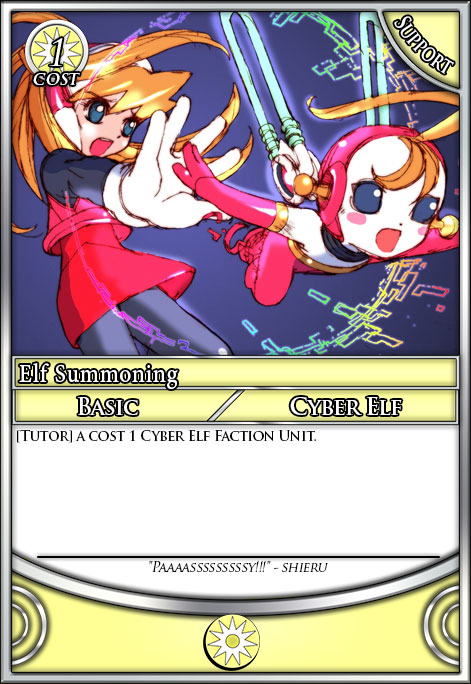 1
COST
SUPPORT
Elf Summoning
BASIC
CYBER ELF
[TUTOR] A COST 1 CYBER ELF FACTION UNIT.
"PAAAASSSSSSSSSY!!!" - SHIERU